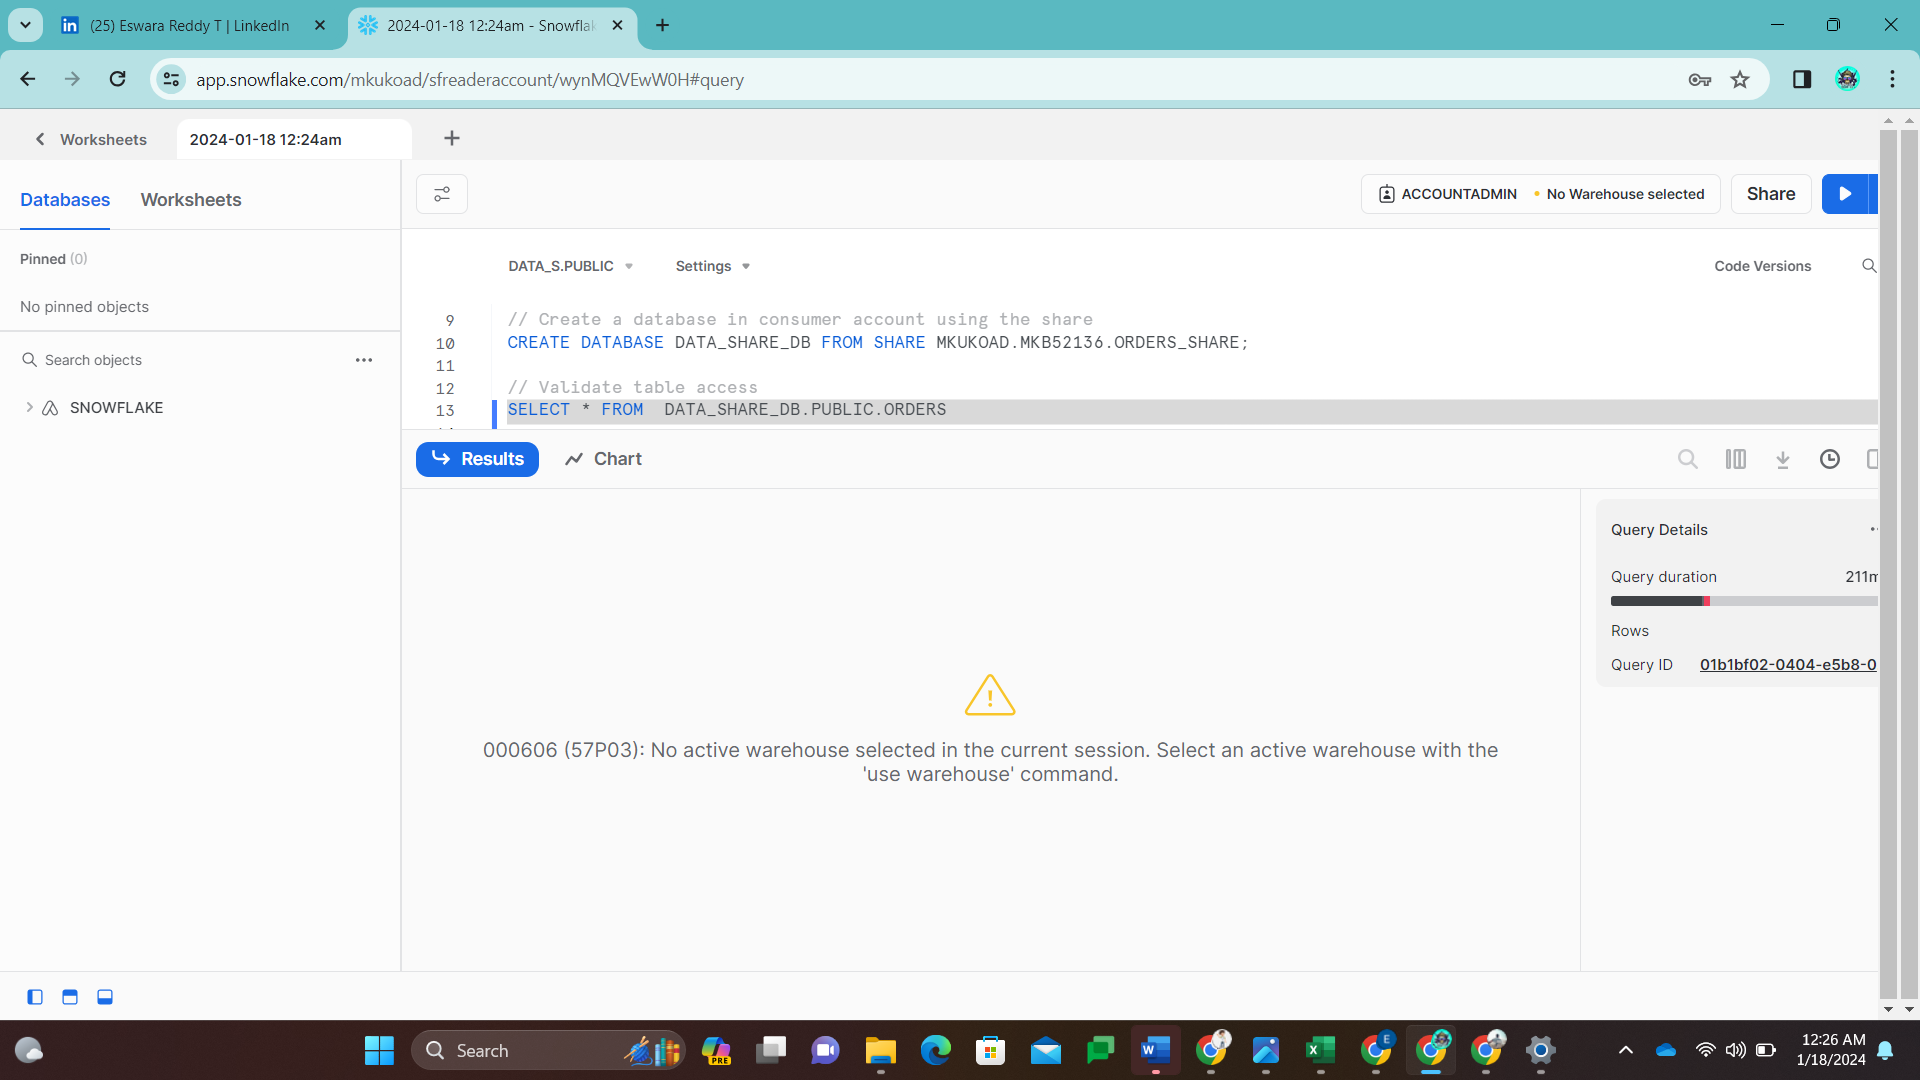 (25) Eswara Reddy T | LinkedIn
2024-01-18 12:24am - Snowflak
app.snowflake.com/mkukoad/sfreaderaccount/wynMQVEwW0H#query
Worksheets
2024-01-18 12:24am
Databases
Worksheets
ACCOUNTADMIN
No Warehouse selected
Share
Pinned (0)
DATA_S.PUBLIC
Settings
Code Versions
No pinned objects
9 // Create a database in consumer account using the share
10 CREATE DATABASE DATA_SHARE_DB FROM SHARE MKUKOAD.MKB52136.ORDERS_SHARE;
11
12 // Validate table access
13 SELECT * FROM DATA_SHARE_DB.PUBLIC.ORDERS
Search objects
SNOWFLAKE
Results
Chart
Query Details
Query duration 211m
Rows
Query ID 01b1bf02-0404-e5b8-0
000606 (57P03): No active warehouse selected in the current session. Select an active warehouse with the
'use warehouse' command.
Search
PRE
12:26 AM
1/18/2024